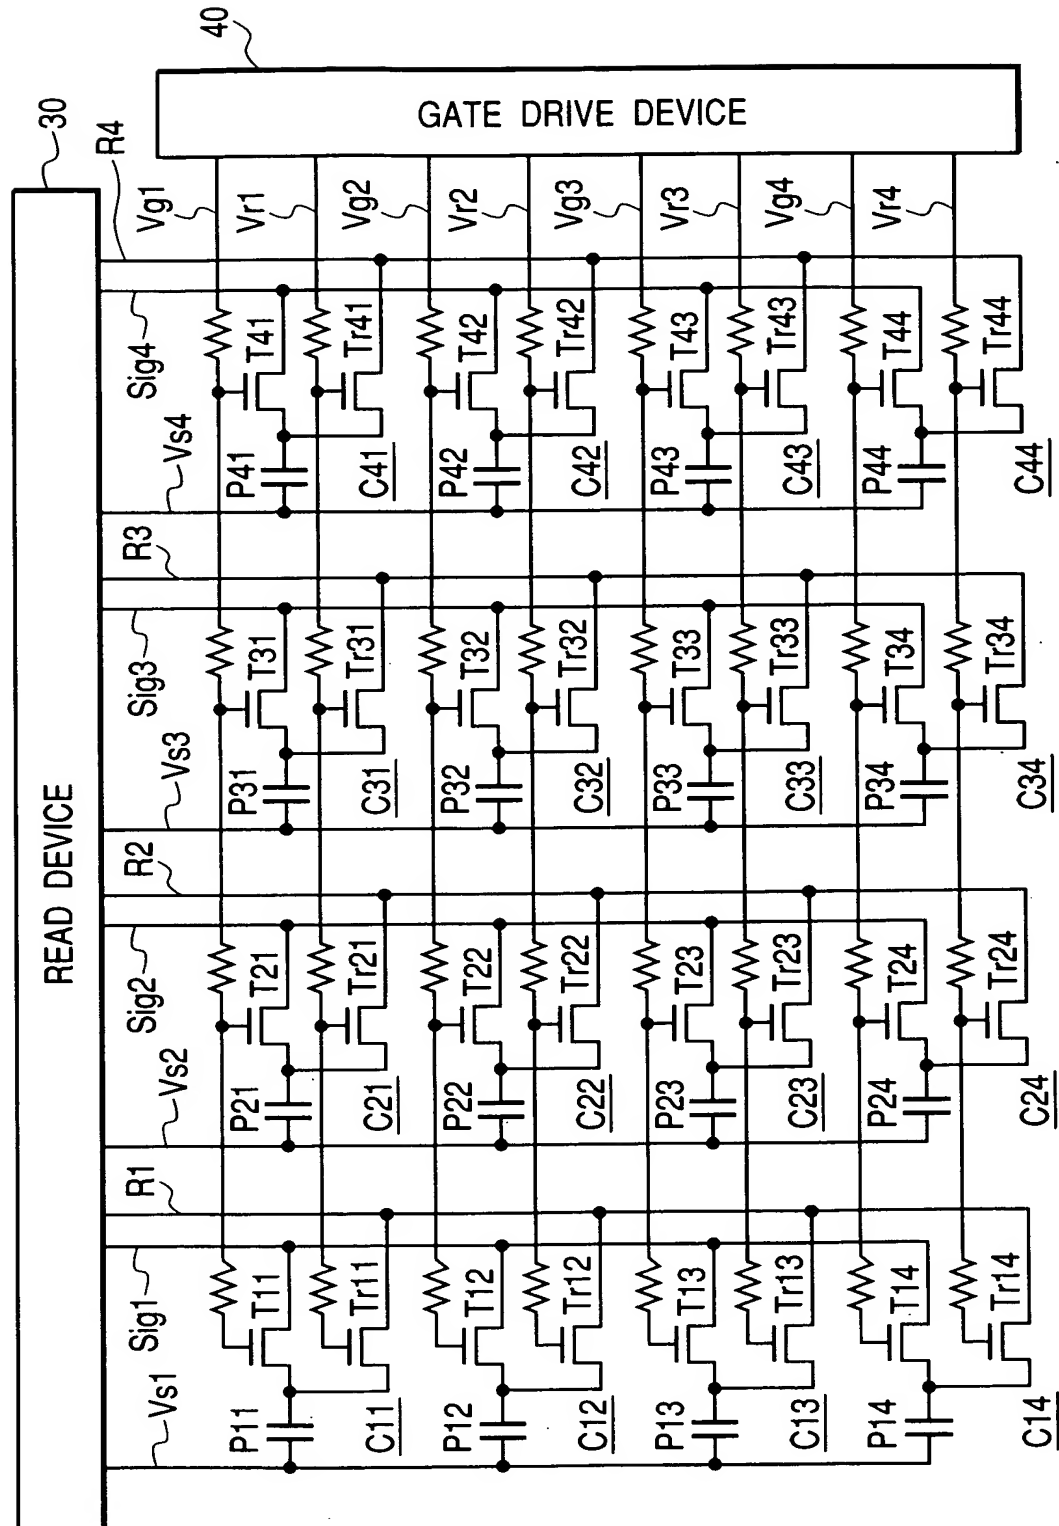 READ DEVICE
30
GATE DRIVE DEVICE
40
Vs1
Sig1
R1
Vs2
Sig2
R2
Vs3
Sig3
R3
Vs4
Sig4
R4
Vg1
Vr1
Vg2
Vr2
Vg3
Vr3
Vg4
Vr4
P11
T11
P21
T21
P31
T31
P41
T41
C11
Tr11
C21
Tr21
C31
Tr31
C41
Tr41
P12
T12
P22
T22
P32
T32
P42
T42
C12
Tr12
C22
Tr22
C32
Tr32
C42
Tr42
P13
T13
P23
T23
P33
T33
P43
T43
C13
Tr13
C23
Tr23
C33
Tr33
C43
Tr43
P14
T14
P24
T24
P34
T34
P44
T44
C14
Tr14
C24
Tr24
C34
Tr34
C44
Tr44